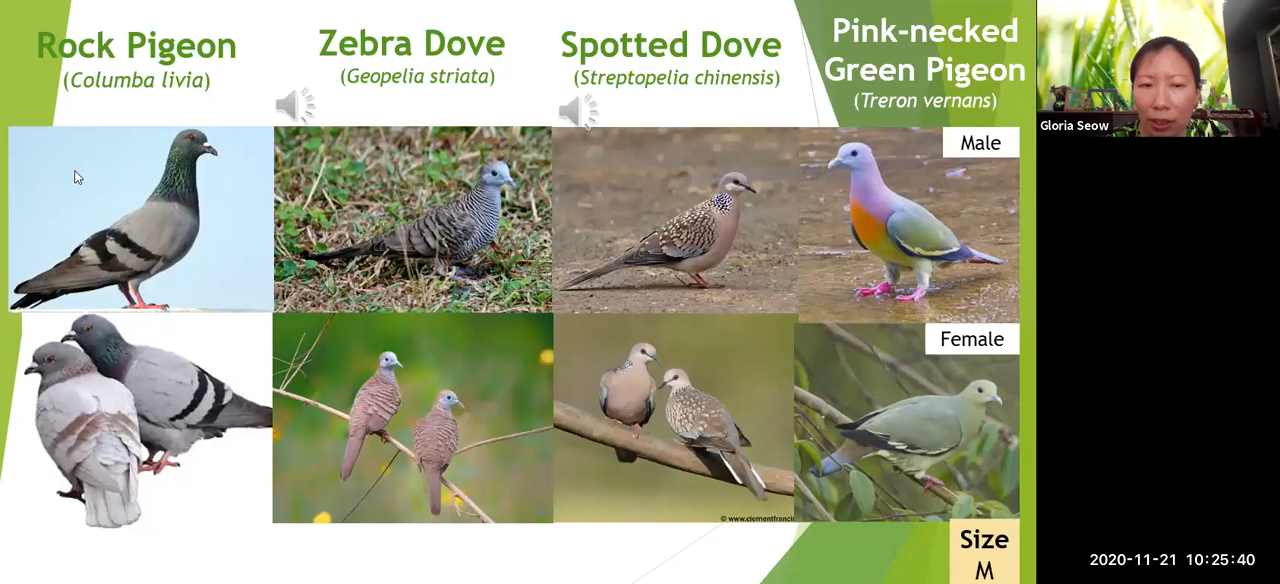 Rock Pigeon
(Columba livia)
Zebra Dove
(Geopelia striata)
Spotted Dove
(Streptopelia chinensis)
Pink-necked
Green Pigeon
(Treron vernans)
Male
Female
© www.clementfrancis
Size
M
Gloria Seow
2020-11-21 10:25:40